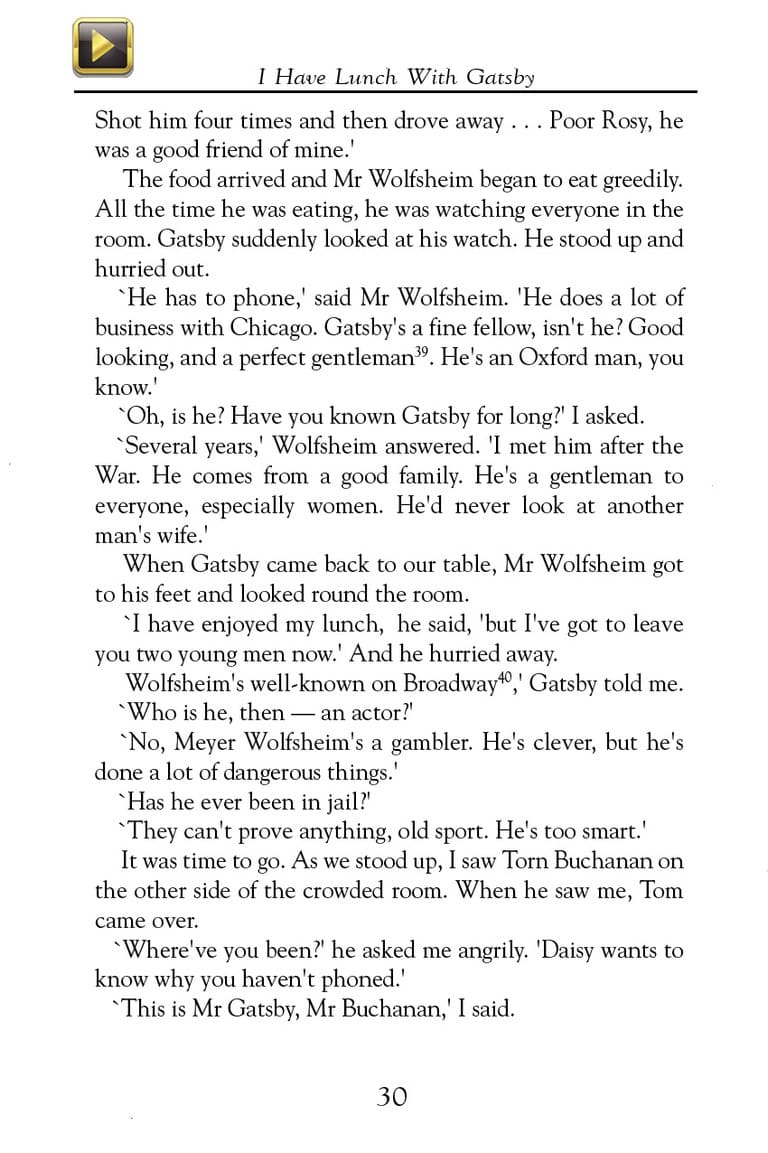 I Have Lunch With Gatsby
Shot him four times and then drove away . . . Poor Rosy, he
was a good friend of mine.'
The food arrived and Mr Wolfsheim began to eat greedily.
All the time he was eating, he was watching everyone in the
room. Gatsby suddenly looked at his watch. He stood up and
hurried out.
`He has to phone,' said Mr Wolfsheim. 'He does a lot of
business with Chicago. Gatsby's a fine fellow, isn't he? Good
looking, and a perfect gentleman³⁹. He's an Oxford man, you
know.'
`Oh, is he? Have you known Gatsby for long?' I asked.
`Several years,' Wolfsheim answered. 'I met him after the
War. He comes from a good family. He's a gentleman to
everyone, especially women. He'd never look at another
man's wife.'
When Gatsby came back to our table, Mr Wolfsheim got
to his feet and looked round the room.
`I have enjoyed my lunch, he said, 'but I've got to leave
you two young men now.' And he hurried away.
Wolfsheim's well-known on Broadway⁴⁰,' Gatsby told me.
`Who is he, then — an actor?'
`No, Meyer Wolfsheim's a gambler. He's clever, but he's
done a lot of dangerous things.'
`Has he ever been in jail?'
`They can't prove anything, old sport. He's too smart.'
It was time to go. As we stood up, I saw Torn Buchanan on
the other side of the crowded room. When he saw me, Tom
came over.
`Where've you been?' he asked me angrily. 'Daisy wants to
know why you haven't phoned.'
`This is Mr Gatsby, Mr Buchanan,' I said.
30